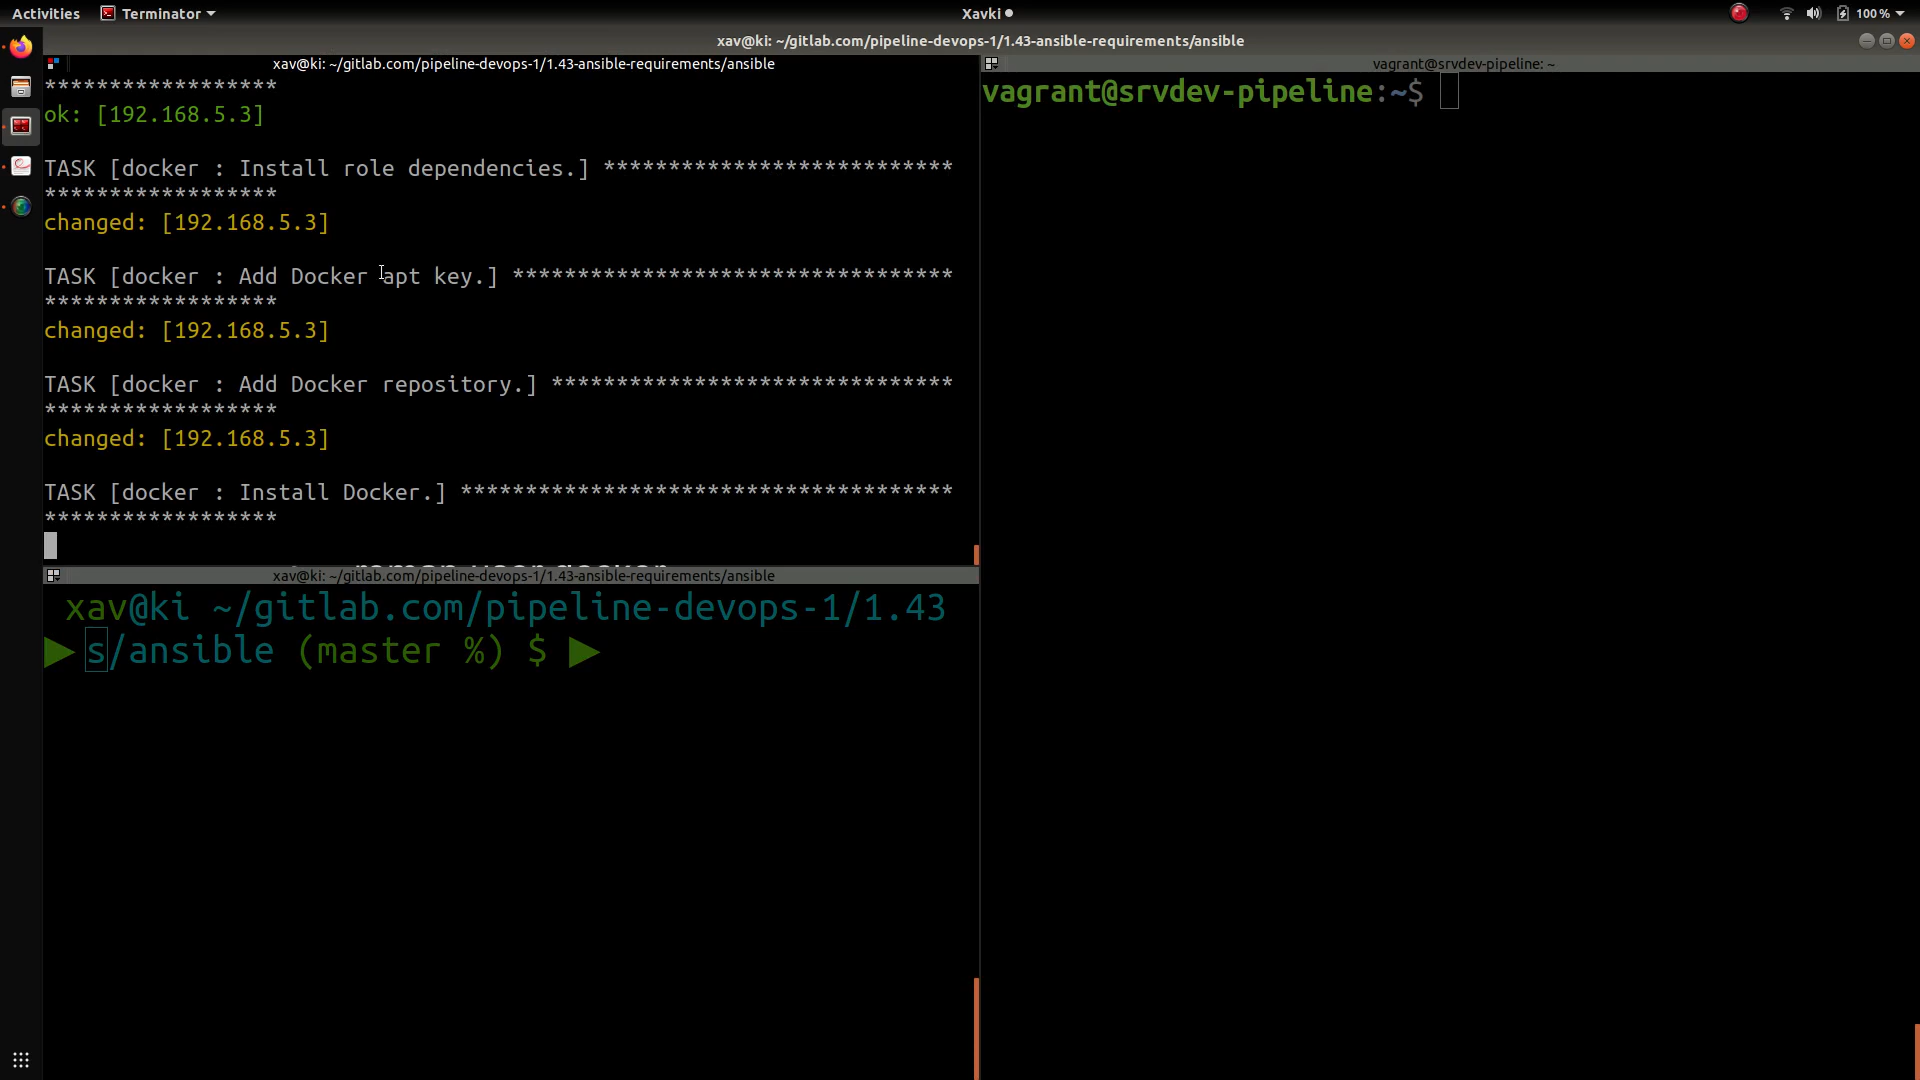 Activities
Terminator
Xavki
100 %
xav@ki: ~/gitlab.com/pipeline-devops-1/1.43-ansible-requirements/ansible
xav@ki: ~/gitlab.com/pipeline-devops-1/1.43-ansible-requirements/ansible
******************
ok: [192.168.5.3]
TASK [docker : Install role dependencies.] ***************************
******************
changed: [192.168.5.3]
TASK [docker : Add Docker apt key.] **********************************
******************
changed: [192.168.5.3]
TASK [docker : Add Docker repository.] *******************************
******************
changed: [192.168.5.3]
TASK [docker : Install Docker.] **************************************
******************
xav@ki: ~/gitlab.com/pipeline-devops-1/1.43-ansible-requirements/ansible
xav@ki ~/gitlab.com/pipeline-devops-1/1.43
s/ansible (master %) $
vagrant@srvdev-pipeline: ~
vagrant@srvdev-pipeline:~$